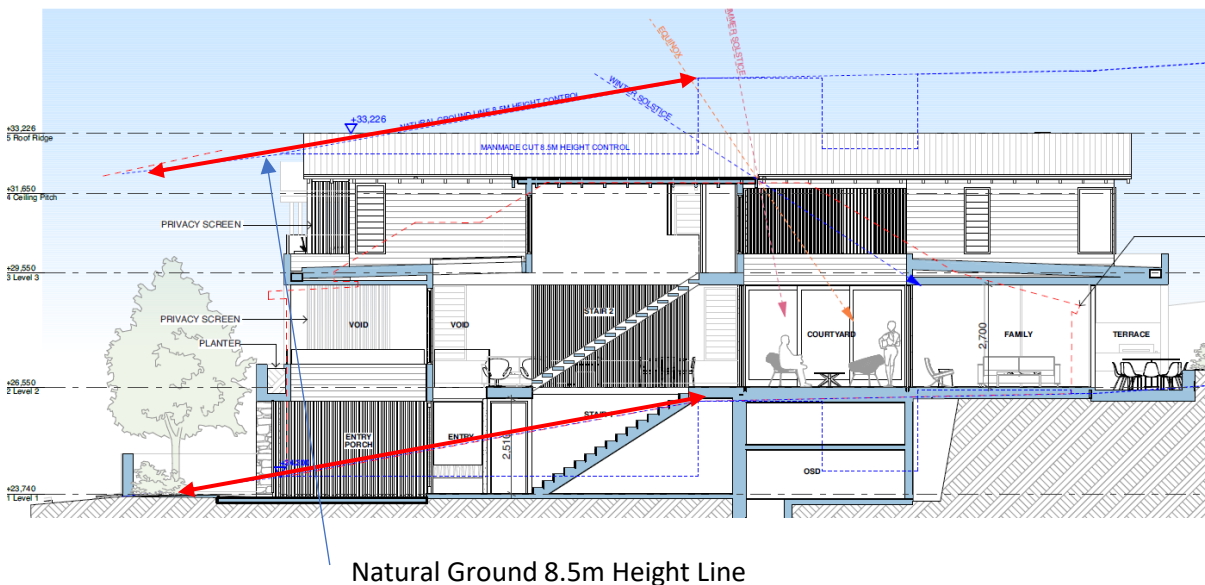 IMMER SOLSTICE
EQUINOX
WINTER SOLSTICE
NATURAL GROUND LINE 8.5M HEIGHT CONTROL
+33,226
+33,226
5 Roof Ridge
MANMADE CUT 8.5M HEIGHT CONTROL
+31,650
4 Ceiling Pitch
PRIVACY SCREEN
+29,550
3 Level 3
PRIVACY SCREEN
VOID
VOID
STAIR 2
COURTYARD
2,700
FAMILY
TERRACE
PLANTER
+26,550
2 Level 2
STAIR
ENTRY
PORCH
ENTRY
2,510
OSD
+23,740
1 Level 1
Natural Ground 8.5m Height Line